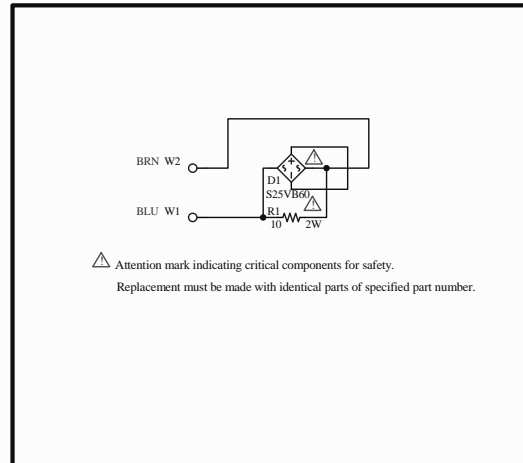 BRN W2
D1
S25VB60
BLU W1
R1
10 2W
Attention mark indicating critical components for safety.
Replacement must be made with identical parts of specified part number.